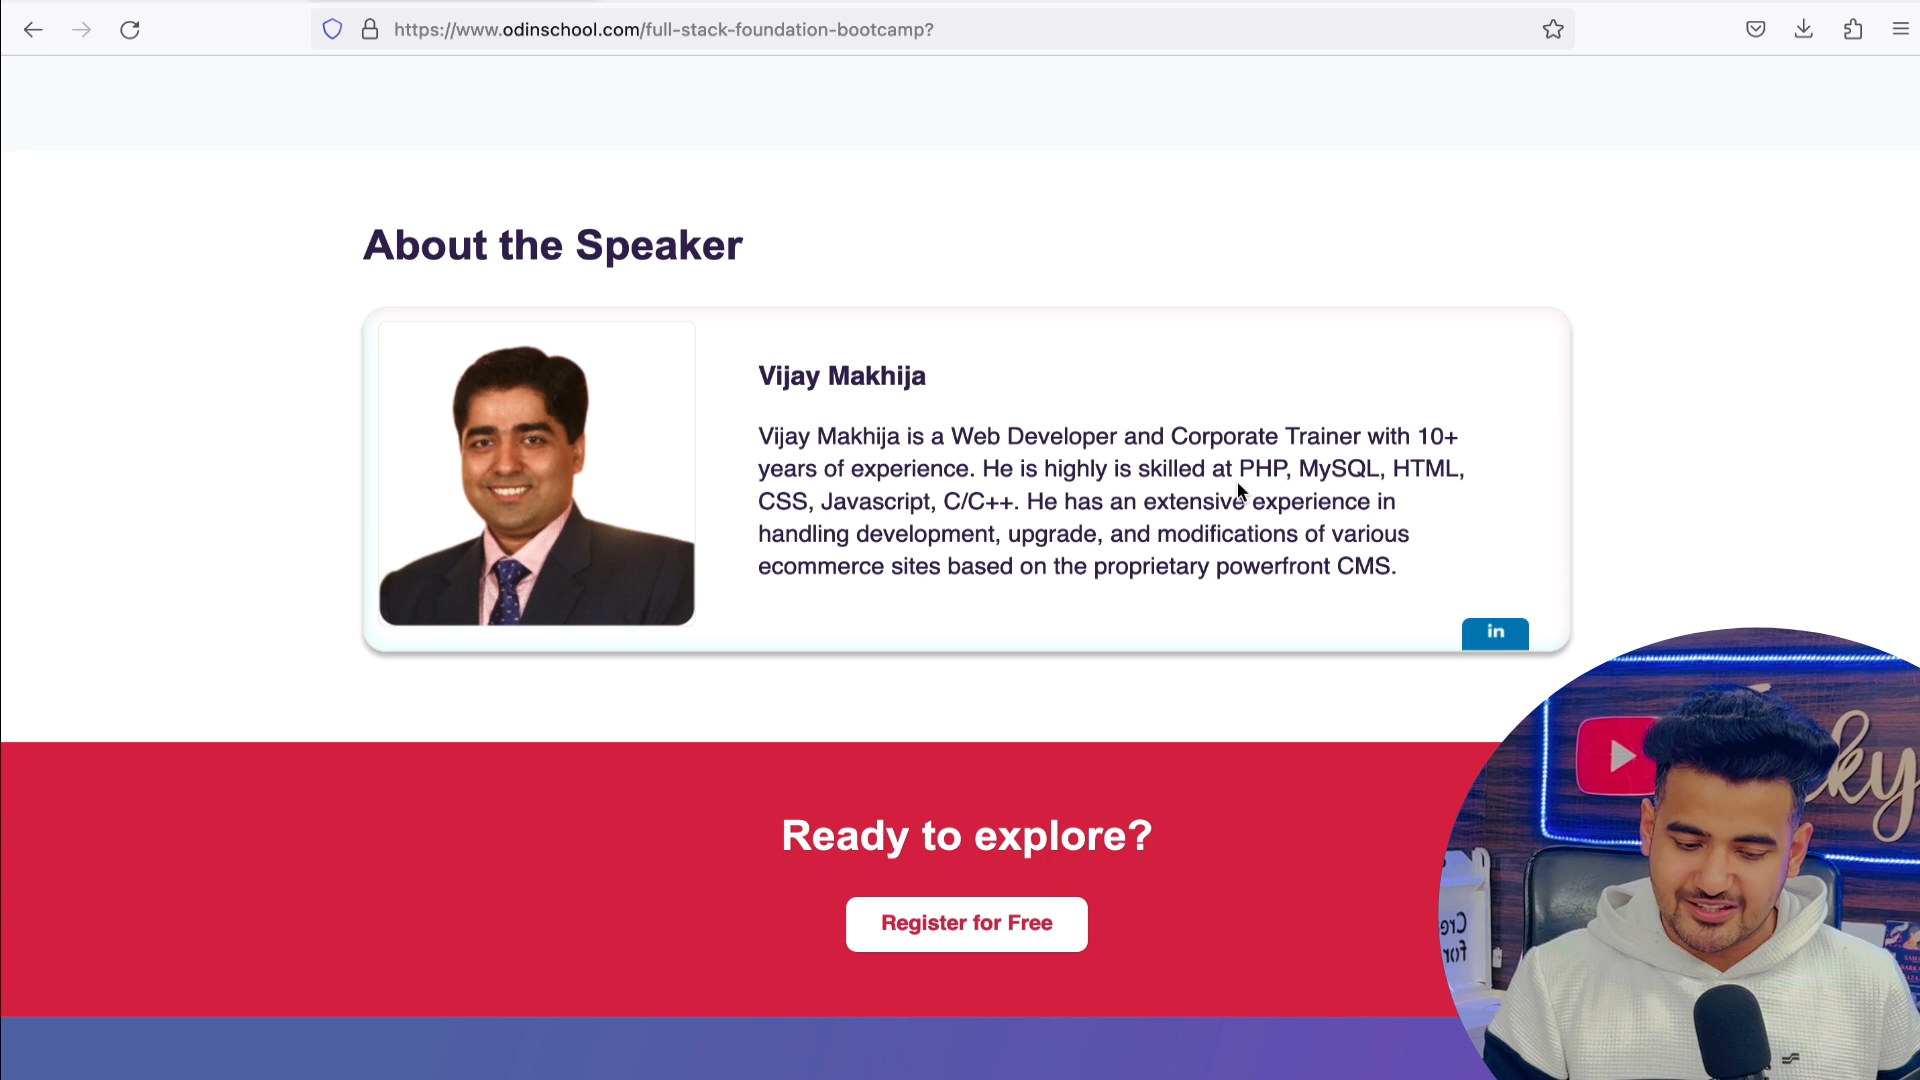 https://www.odinschool.com/full-stack-foundation-bootcamp?
About the Speaker
Vijay Makhija
Vijay Makhija is a Web Developer and Corporate Trainer with 10+
years of experience. He is highly is skilled at PHP, MySQL, HTML,
CSS, Javascript, C/C++. He has an extensive experience in
handling development, upgrade, and modifications of various
ecommerce sites based on the proprietary powerfront CMS.
in
Ready to explore?
Register for Free
ky
Cre
for